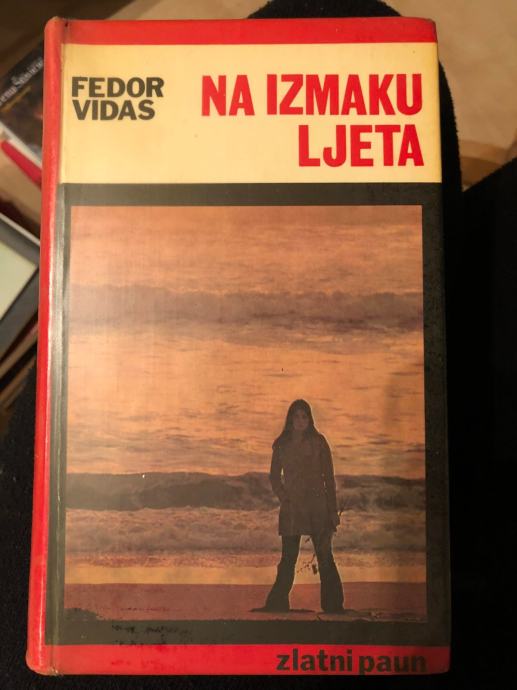 FEDOR
VIDAS
NA IZMAKU
LJETA
zlatni paun